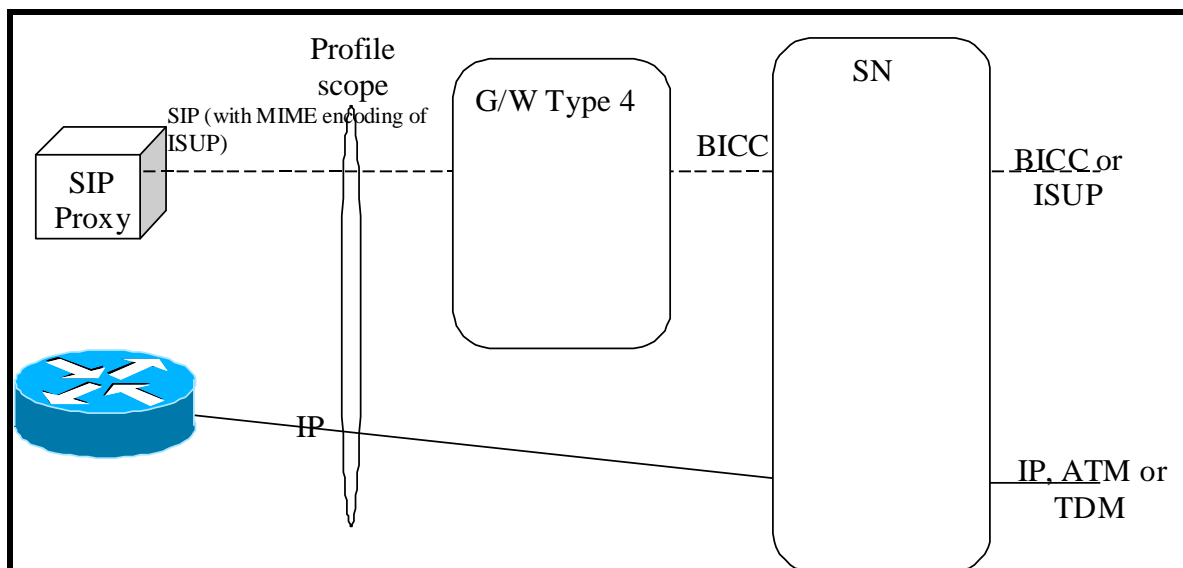 Profile
scope
SIP (with MIME encoding of
ISUP)
SIP
Proxy
G/W Type 4
BICC
SN
BICC or
ISUP
IP
IP, ATM or
TDM